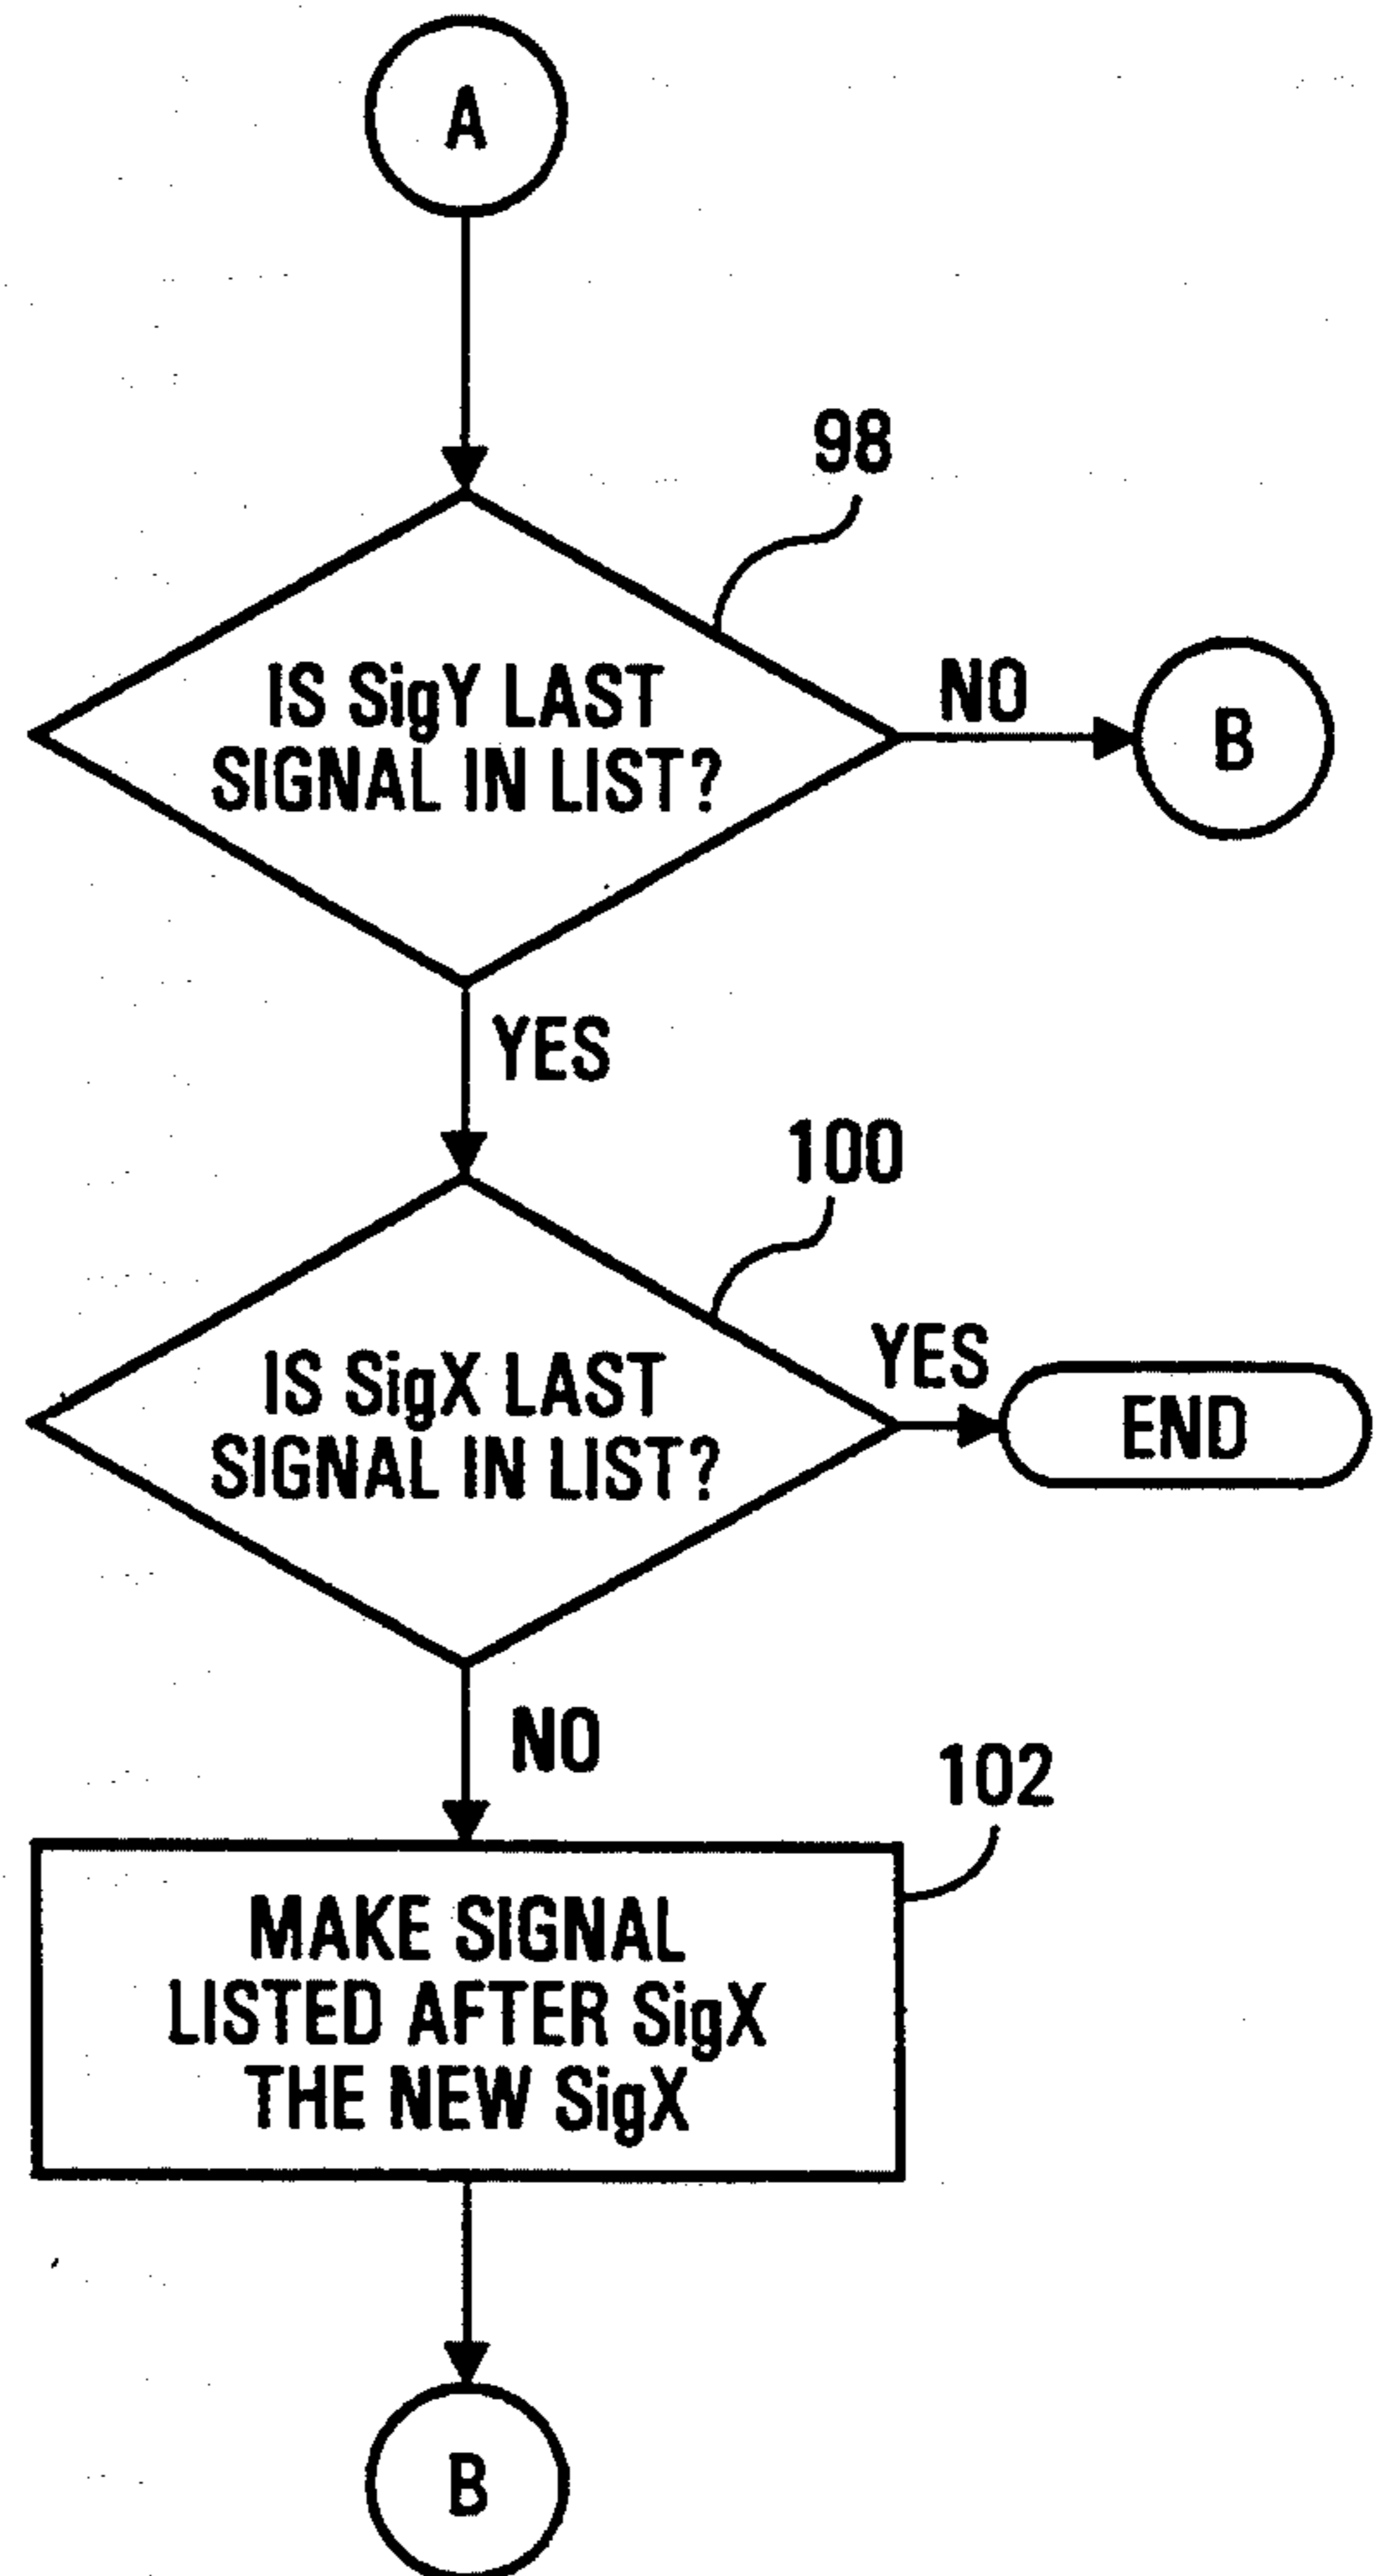 A
98
IS SigY LAST
SIGNAL IN LIST?
NO
B
YES
100
IS SigX LAST
SIGNAL IN LIST?
YES
END
NO
102
MAKE SIGNAL
LISTED AFTER SigX
THE NEW SigX
B